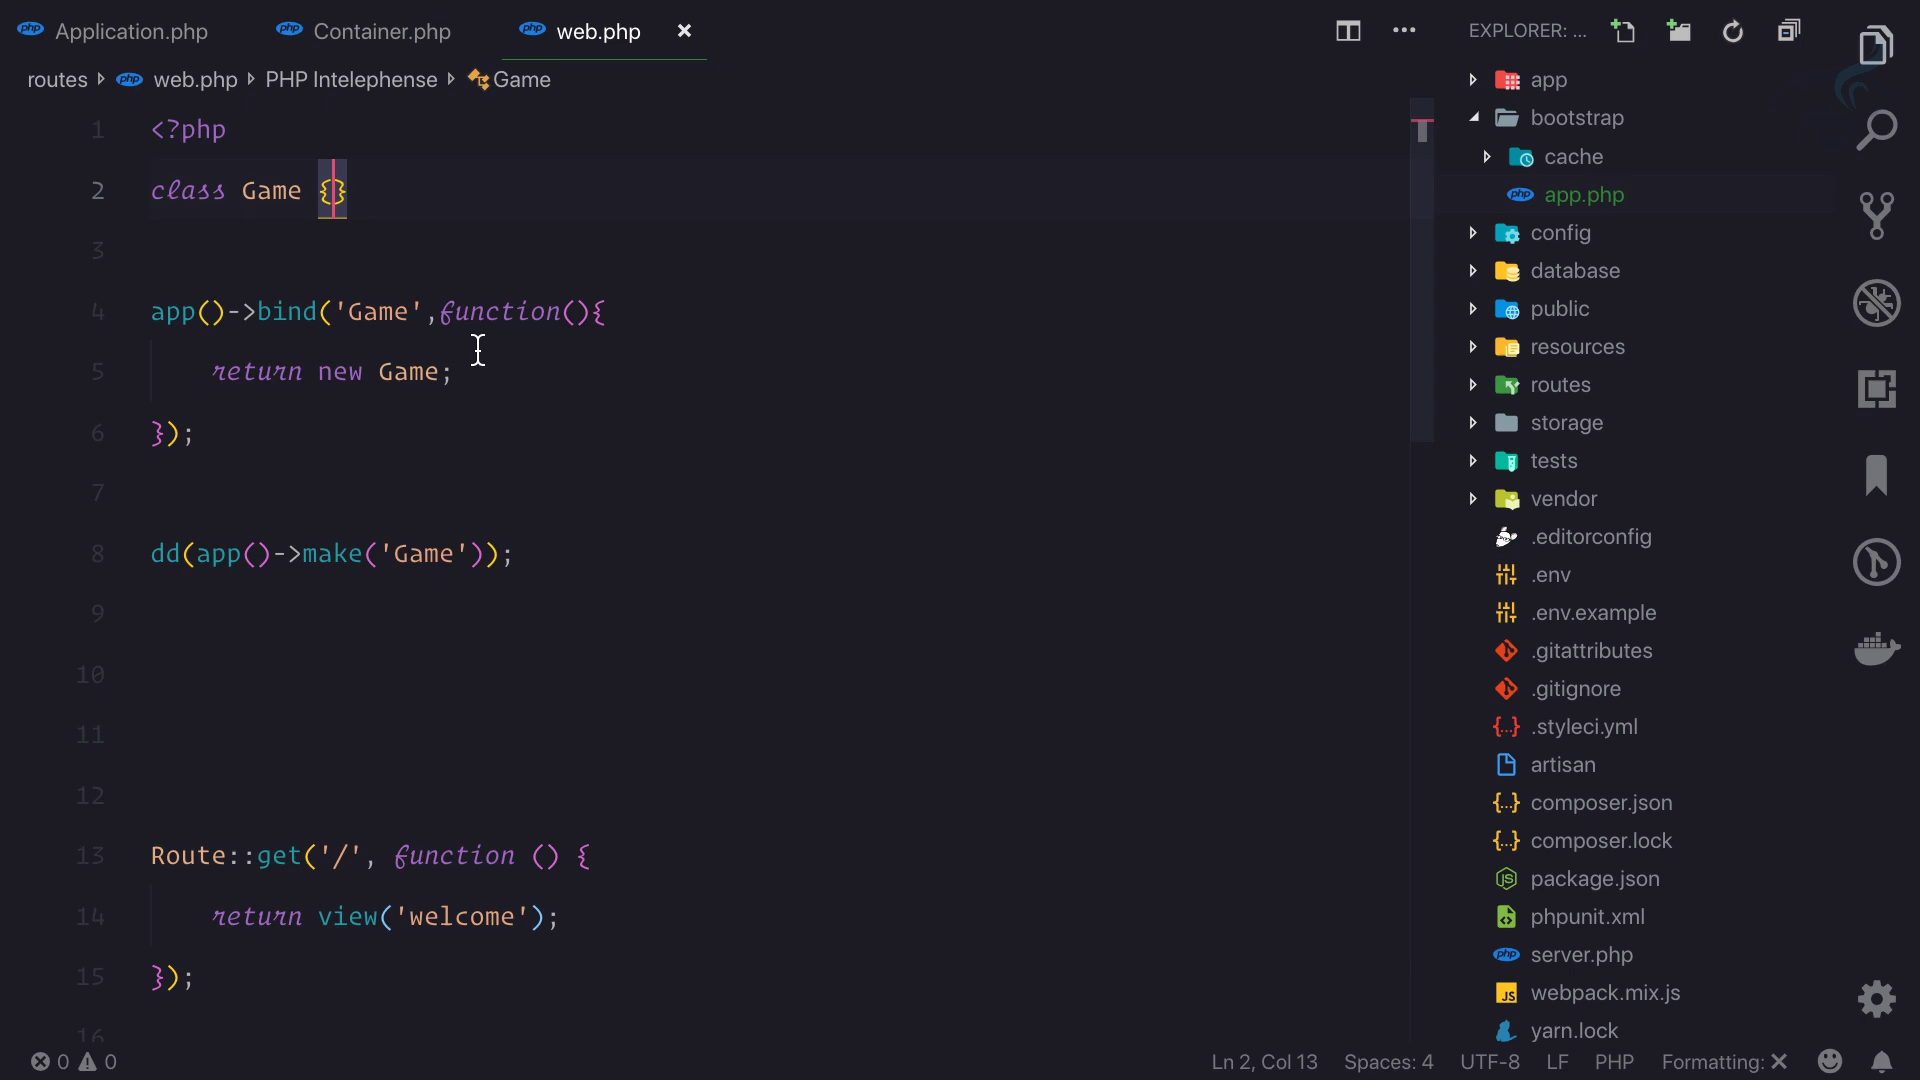 Application.php
Container.php
web.php
routes web.php PHP Intelephense Game
1 <?php
2 class Game {}
3
4 app()->bind('Game',function(){
5 return new Game;
6 });
7
8 dd(app()->make('Game'));
9
10
11
12
13 Route::get('/', function () {
14 return view('welcome');
15 });
16
EXPLORER: ...
app
bootstrap
cache
php app.php
config
database
public
resources
routes
storage
tests
vendor
.editorconfig
.env
.env.example
.gitattributes
.gitignore
.styleci.yml
artisan
composer.json
composer.lock
package.json
phpunit.xml
server.php
webpack.mix.js
yarn.lock
0 0
Ln 2, Col 13 Spaces: 4 UTF-8 LF PHP Formatting: ✕